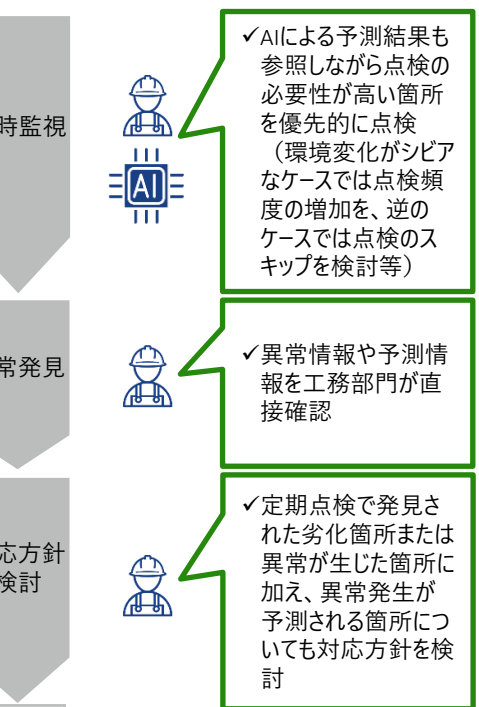 時監視
✓AIによる予測結果も
参照しながら点検の
必要性が高い箇所
を優先的に点検
（環境変化がシビア
なケースでは点検頻
度の増加を、逆の
ケースでは点検のス
キップを検討等）
AI
常発見
✓異常情報や予測情
報を工務部門が直
接確認
応方針
検討
✓定期点検で発見さ
れた劣化箇所または
異常が生じた箇所に
加え、異常発生が
予測される箇所につ
いても対応方針を検
討